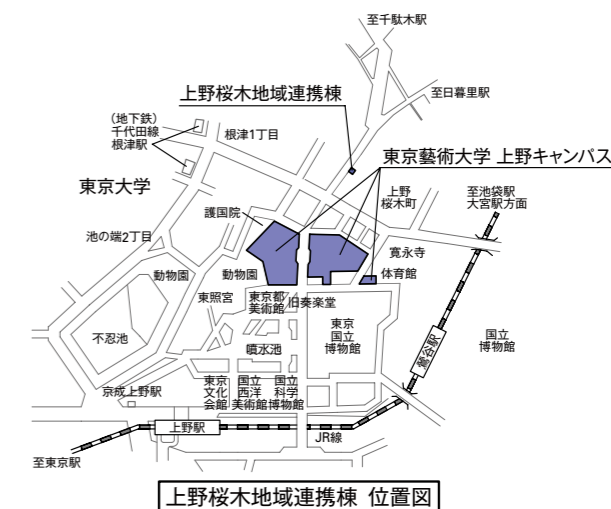 至千駄木駅
至日暮里駅
上野桜木地域連携棟
(地下鉄)
千代田線
根津駅
根津1丁目
東京藝術大学 上野キャンパス
東京大学
上野
桜木町
至池袋駅
大宮駅方面
護国院
池の端2丁目
寛永寺
動物園
動物園
体育館
東照宮
東京都
美術館
旧奏楽堂
東京
国立
博物館
不忍池
噴水池
国立
博物館
鶯谷駅
京成上野駅
東京
文化
会館
国立
西洋
美術館
国立
科学
博物館
上野駅
JR線
至東京駅
上野桜木地域連携棟 位置図